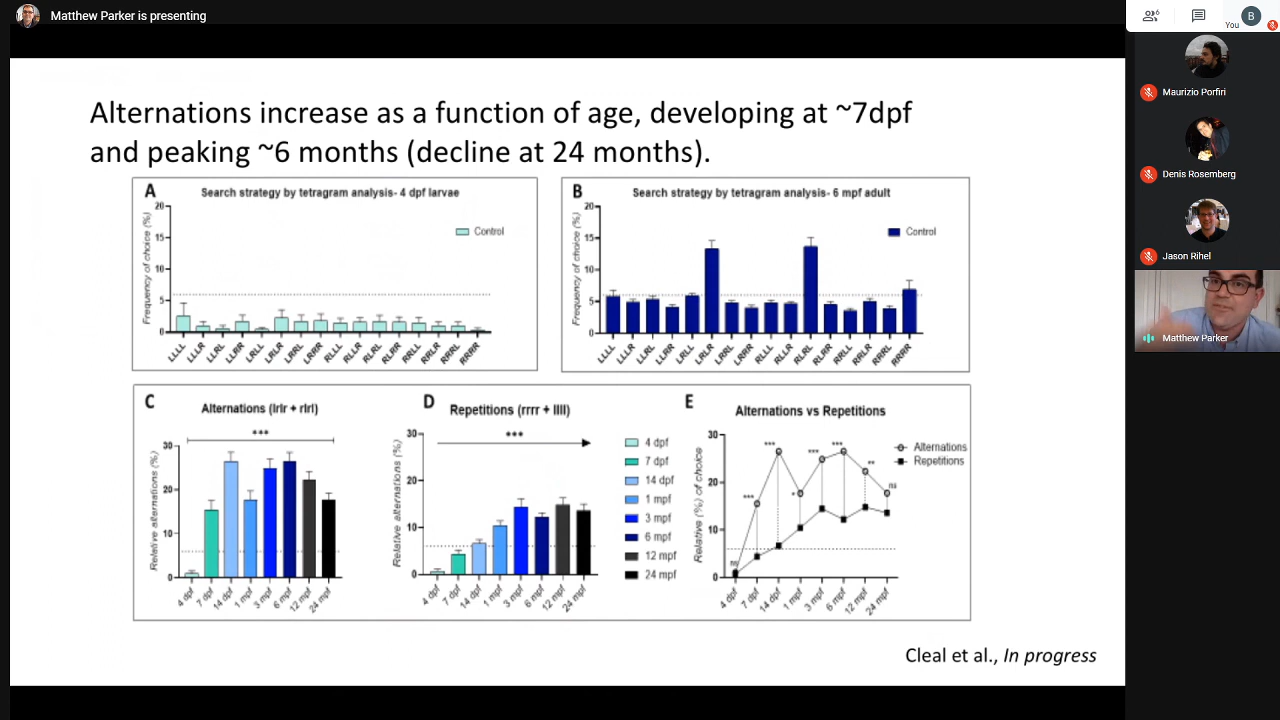 Matthew Parker is presenting
6
You
B
Maurizio Porfiri
Denis Rosemberg
Jason Rihel
Matthew Parker
Alternations increase as a function of age, developing at ~7dpf
and peaking ~6 months (decline at 24 months).
A
Search strategy by tetragram analysis- 4 dpf larvae
Frequency of choice (%)
20
15
10
5
0
Control
LLLL
LLLR
LLRL
LLRR
LRLL
LRLR
LRRL
LRRR
RLLL
RLLR
RLRL
RLRR
RRLL
RRLR
RRRL
RRRR
B
Search strategy by tetragram analysis- 6 mpf adult
Frequency of choice (%)
20
15
10
5
0
Control
LLLL
LLLR
LLRL
LLRR
LRLL
LRLR
LRRL
LRRR
RLLL
RLLR
RLRL
RLRR
RRLL
RRLR
RRRL
RRRR
C
Alternations (lrlr + rlrl)
***
Relative alternations (%)
30
20
10
0
4 dpf
7 dpf
14 dpf
1 mpf
3 mpf
6 mpf
12 mpf
24 mpf
D
Repetitions (rrrr + llll)
***
Relative alternations (%)
30
20
10
0
4 dpf
7 dpf
14 dpf
1 mpf
3 mpf
6 mpf
12 mpf
24 mpf
4 dpf
7 dpf
14 dpf
1 mpf
3 mpf
6 mpf
12 mpf
24 mpf
E
Alternations vs Repetitions
Relative (%) of choice
30
20
10
0
Alternations
Repetitions
ns
***
***
*
***
***
**
ns
4 dpf
7 dpf
14 dpf
1 mpf
3 mpf
6 mpf
12 mpf
24 mpf
Cleal et al., In progress